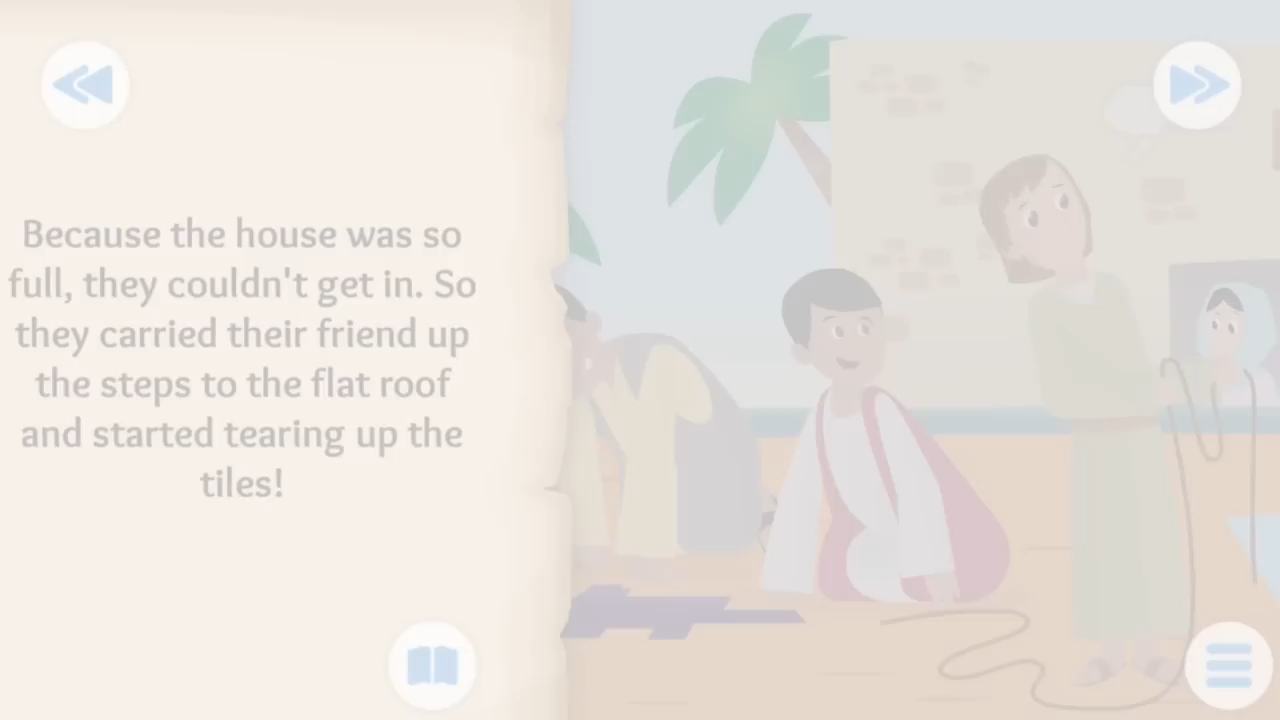 Because the house was so
full, they couldn't get in. So
they carried their friend up
the steps to the flat roof
and started tearing up the
tiles!